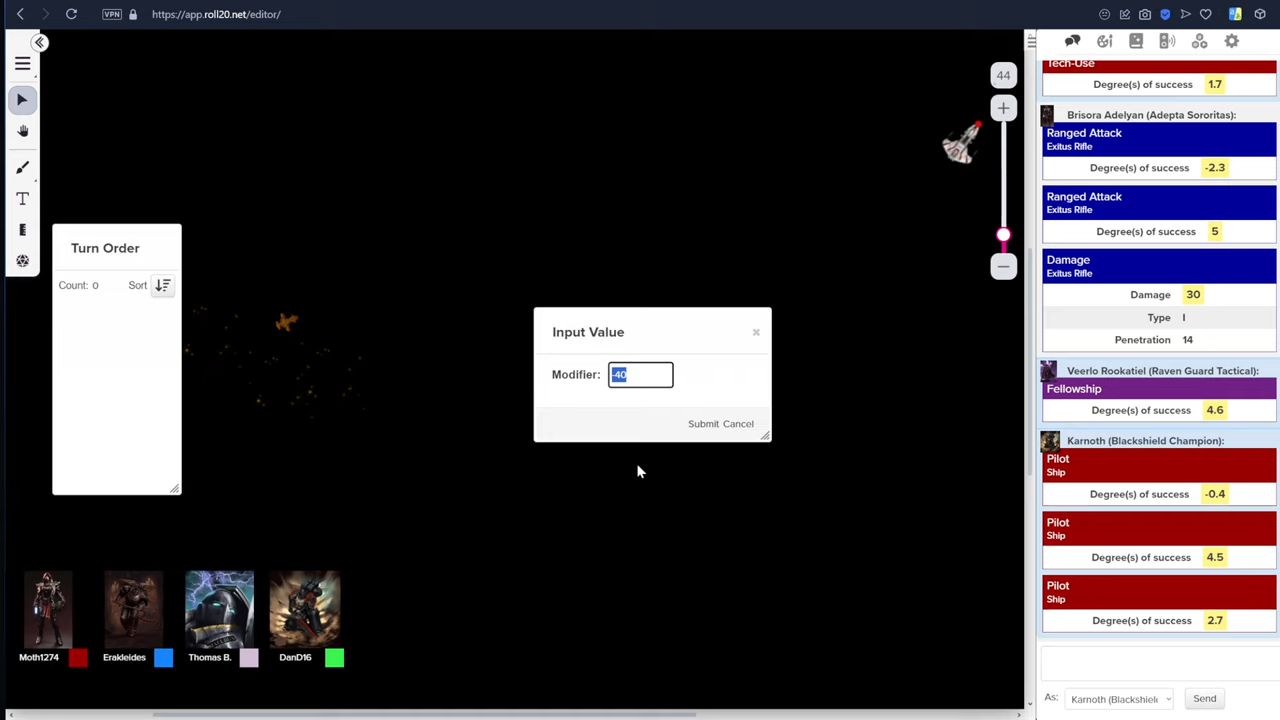 VPN
https://app.roll20.net/editor/
44
Turn Order
Count: 0 Sort
Input Value
Modifier: -40
Submit Cancel
Moth1274
Erakleides
Thomas B.
DanD16
Tech-Use
Degree(s) of success 1.7
Brisora Adelyan (Adepta Sororitas):
Ranged Attack
Exitus Rifle
Degree(s) of success -2.3
Ranged Attack
Exitus Rifle
Degree(s) of success 5
Damage
Exitus Rifle
Damage 30
Type I
Penetration 14
Veerlo Rookatiel (Raven Guard Tactical):
Fellowship
Degree(s) of success 4.6
Karnoth (Blackshield Champion):
Pilot
Ship
Degree(s) of success -0.4
Pilot
Ship
Degree(s) of success 4.5
Pilot
Ship
Degree(s) of success 2.7
As: Karnoth (Blackshiel
Send